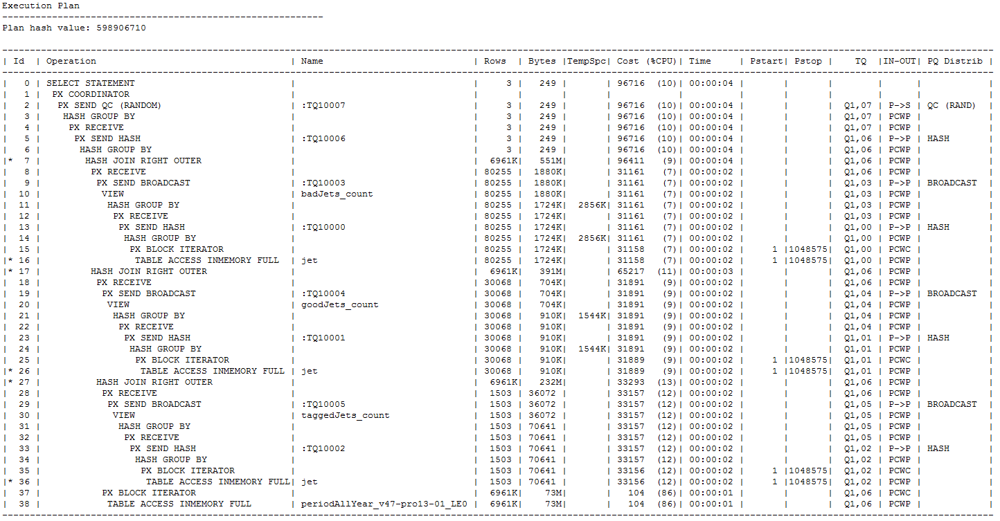 Execution Plan
----------------------------------------------------------
Plan hash value: 598906710
| Id | Operation | Name | Rows | Bytes |TempSpc| Cost (%CPU)| Time | Pstart| Pstop | TQ |IN-OUT| PQ Distrib |
| 0 | SELECT STATEMENT | | 3 | 249 | | 96716 (10)| 00:00:04 | | | | | |
| 1 | PX COORDINATOR | | | | | | | | | | | |
| 2 | PX SEND QC (RANDOM) | :TQ10007 | 3 | 249 | | 96716 (10)| 00:00:04 | | | Q1,07 | P->S | QC (RAND) |
| 3 | HASH GROUP BY | | 3 | 249 | | 96716 (10)| 00:00:04 | | | Q1,07 | PCWP | |
| 4 | PX RECEIVE | | 3 | 249 | | 96716 (10)| 00:00:04 | | | Q1,07 | PCWP | |
| 5 | PX SEND HASH | :TQ10006 | 3 | 249 | | 96716 (10)| 00:00:04 | | | Q1,06 | P->P | HASH |
| 6 | HASH GROUP BY | | 3 | 249 | | 96716 (10)| 00:00:04 | | | Q1,06 | PCWP | |
|* 7 | HASH JOIN RIGHT OUTER | | 6961K| 551M| | 96411 (9)| 00:00:04 | | | Q1,06 | PCWP | |
| 8 | PX RECEIVE | | 80255 | 1880K| | 31161 (7)| 00:00:02 | | | Q1,06 | PCWP | |
| 9 | PX SEND BROADCAST | :TQ10003 | 80255 | 1880K| | 31161 (7)| 00:00:02 | | | Q1,03 | P->P | BROADCAST |
| 10 | VIEW | badJets_count | 80255 | 1880K| | 31161 (7)| 00:00:02 | | | Q1,03 | PCWP | |
| 11 | HASH GROUP BY | | 80255 | 1724K| 2856K| 31161 (7)| 00:00:02 | | | Q1,03 | PCWP | |
| 12 | PX RECEIVE | | 80255 | 1724K| | 31161 (7)| 00:00:02 | | | Q1,03 | PCWP | |
| 13 | PX SEND HASH | :TQ10000 | 80255 | 1724K| | 31161 (7)| 00:00:02 | | | Q1,00 | P->P | HASH |
| 14 | HASH GROUP BY | | 80255 | 1724K| 2856K| 31161 (7)| 00:00:02 | | | Q1,00 | PCWP | |
| 15 | PX BLOCK ITERATOR | | 80255 | 1724K| | 31158 (7)| 00:00:02 | 1 |1048575| Q1,00 | PCWC | |
|* 16 | TABLE ACCESS INMEMORY FULL | jet | 80255 | 1724K| | 31158 (7)| 00:00:02 | 1 |1048575| Q1,00 | PCWP | |
|* 17 | HASH JOIN RIGHT OUTER | | 6961K| 391M| | 65217 (11)| 00:00:03 | | | Q1,06 | PCWP | |
| 18 | PX RECEIVE | | 30068 | 704K| | 31891 (9)| 00:00:02 | | | Q1,06 | PCWP | |
| 19 | PX SEND BROADCAST | :TQ10004 | 30068 | 704K| | 31891 (9)| 00:00:02 | | | Q1,04 | P->P | BROADCAST |
| 20 | VIEW | goodJets_count | 30068 | 704K| | 31891 (9)| 00:00:02 | | | Q1,04 | PCWP | |
| 21 | HASH GROUP BY | | 30068 | 910K| 1544K| 31891 (9)| 00:00:02 | | | Q1,04 | PCWP | |
| 22 | PX RECEIVE | | 30068 | 910K| | 31891 (9)| 00:00:02 | | | Q1,04 | PCWP | |
| 23 | PX SEND HASH | :TQ10001 | 30068 | 910K| | 31891 (9)| 00:00:02 | | | Q1,01 | P->P | HASH |
| 24 | HASH GROUP BY | | 30068 | 910K| 1544K| 31891 (9)| 00:00:02 | | | Q1,01 | PCWP | |
| 25 | PX BLOCK ITERATOR | | 30068 | 910K| | 31889 (9)| 00:00:02 | 1 |1048575| Q1,01 | PCWC | |
|* 26 | TABLE ACCESS INMEMORY FULL | jet | 30068 | 910K| | 31889 (9)| 00:00:02 | 1 |1048575| Q1,01 | PCWP | |
|* 27 | HASH JOIN RIGHT OUTER | | 6961K| 232M| | 33293 (13)| 00:00:02 | | | Q1,06 | PCWP | |
| 28 | PX RECEIVE | | 1503 | 36072 | | 33157 (12)| 00:00:02 | | | Q1,06 | PCWP | |
| 29 | PX SEND BROADCAST | :TQ10005 | 1503 | 36072 | | 33157 (12)| 00:00:02 | | | Q1,05 | P->P | BROADCAST |
| 30 | VIEW | taggedJets_count | 1503 | 36072 | | 33157 (12)| 00:00:02 | | | Q1,05 | PCWP | |
| 31 | HASH GROUP BY | | 1503 | 70641 | | 33157 (12)| 00:00:02 | | | Q1,05 | PCWP | |
| 32 | PX RECEIVE | | 1503 | 70641 | | 33157 (12)| 00:00:02 | | | Q1,05 | PCWP | |
| 33 | PX SEND HASH | :TQ10002 | 1503 | 70641 | | 33157 (12)| 00:00:02 | | | Q1,02 | P->P | HASH |
| 34 | HASH GROUP BY | | 1503 | 70641 | | 33157 (12)| 00:00:02 | | | Q1,02 | PCWP | |
| 35 | PX BLOCK ITERATOR | | 1503 | 70641 | | 33156 (12)| 00:00:02 | 1 |1048575| Q1,02 | PCWC | |
|* 36 | TABLE ACCESS INMEMORY FULL| jet | 1503 | 70641 | | 33156 (12)| 00:00:02 | 1 |1048575| Q1,02 | PCWP | |
| 37 | PX BLOCK ITERATOR | | 6961K| 73M| | 104 (86)| 00:00:01 | | | Q1,06 | PCWC | |
| 38 | TABLE ACCESS INMEMORY FULL | periodAllYear_v47-pro13-01_LE0 | 6961K| 73M| | 104 (86)| 00:00:01 | | | Q1,06 | PCWP | |